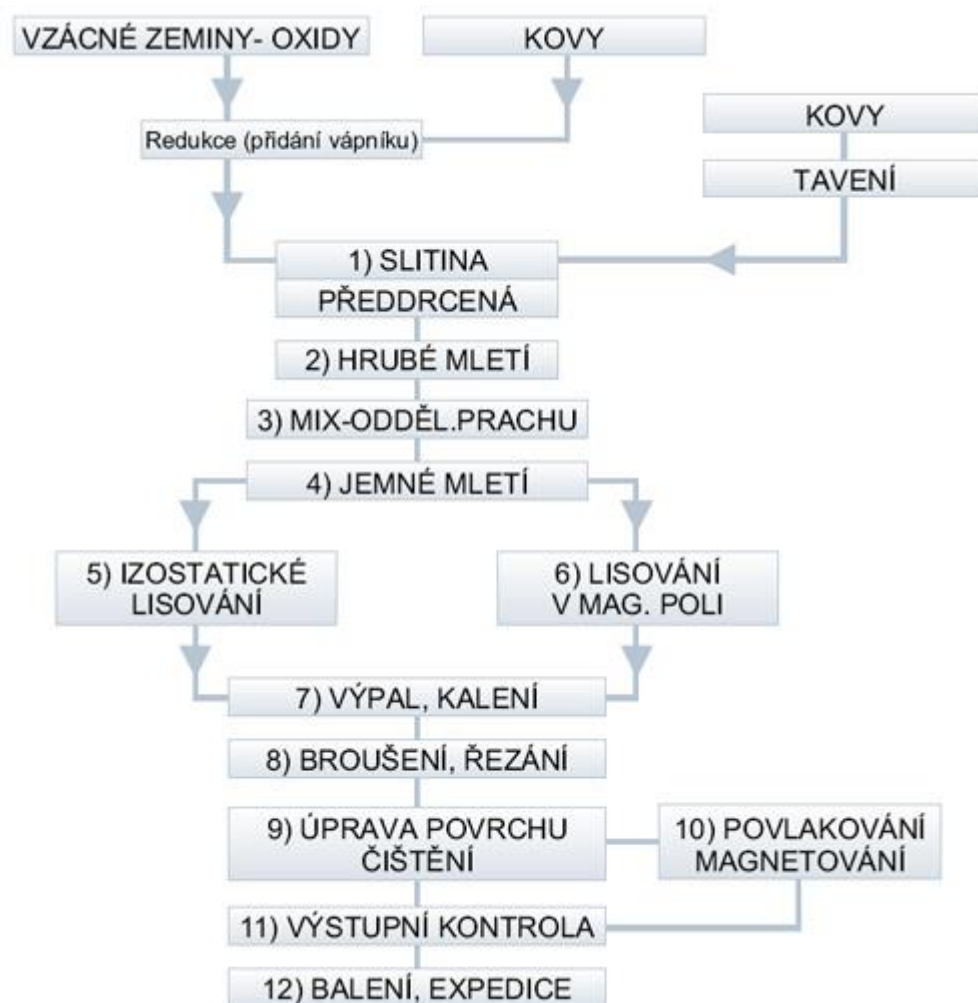 VZÁCNÉ ZEMINY- OXIDY
KOVY
Redukce (přidání vápníku)
KOVY
TAVENÍ
1) SLITINA
PŘEDDRCENÁ
2) HRUBÉ MLETÍ
3) MIX-ODDĚL.PRACHU
4) JEMNÉ MLETÍ
5) IZOSTATICKÉ
LISOVÁNÍ
6) LISOVÁNÍ
V MAG. POLI
7) VÝPAL, KALENÍ
8) BROUŠENÍ, ŘEZÁNÍ
9) ÚPRAVA POVRCHU
ČIŠTĚNÍ
10) POVLAKOVÁNÍ
MAGNETOVÁNÍ
11) VÝSTUPNÍ KONTROLA
12) BALENÍ, EXPEDICE